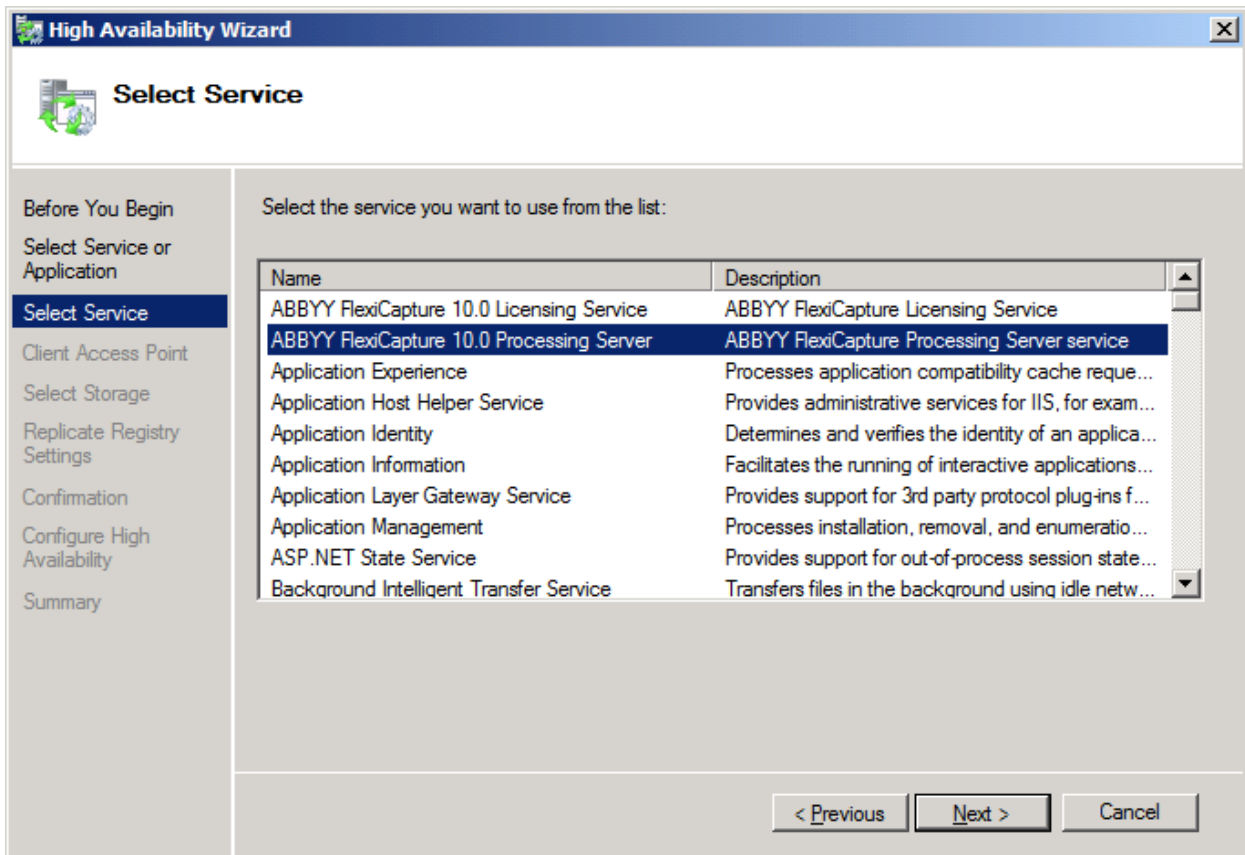 High Availability Wizard
Select Service
Before You Begin
Select Service or
Application
Select Service
Client Access Point
Select Storage
Replicate Registry
Settings
Confirmation
Configure High
Availability
Summary
Select the service you want to use from the list:
Name Description
ABBYY FlexiCapture 10.0 Licensing Service ABBYY FlexiCapture Licensing Service
ABBYY FlexiCapture 10.0 Processing Server ABBYY FlexiCapture Processing Server service
Application Experience Processes application compatibility cache reque...
Application Host Helper Service Provides administrative services for IIS, for exam...
Application Identity Determines and verifies the identity of an applica...
Application Information Facilitates the running of interactive applications...
Application Layer Gateway Service Provides support for 3rd party protocol plug-ins f...
Application Management Processes installation, removal, and enumeratio...
ASP.NET State Service Provides support for out-of-process session state...
Background Intelligent Transfer Service Transfers files in the background using idle netw...
< Previous Next > Cancel